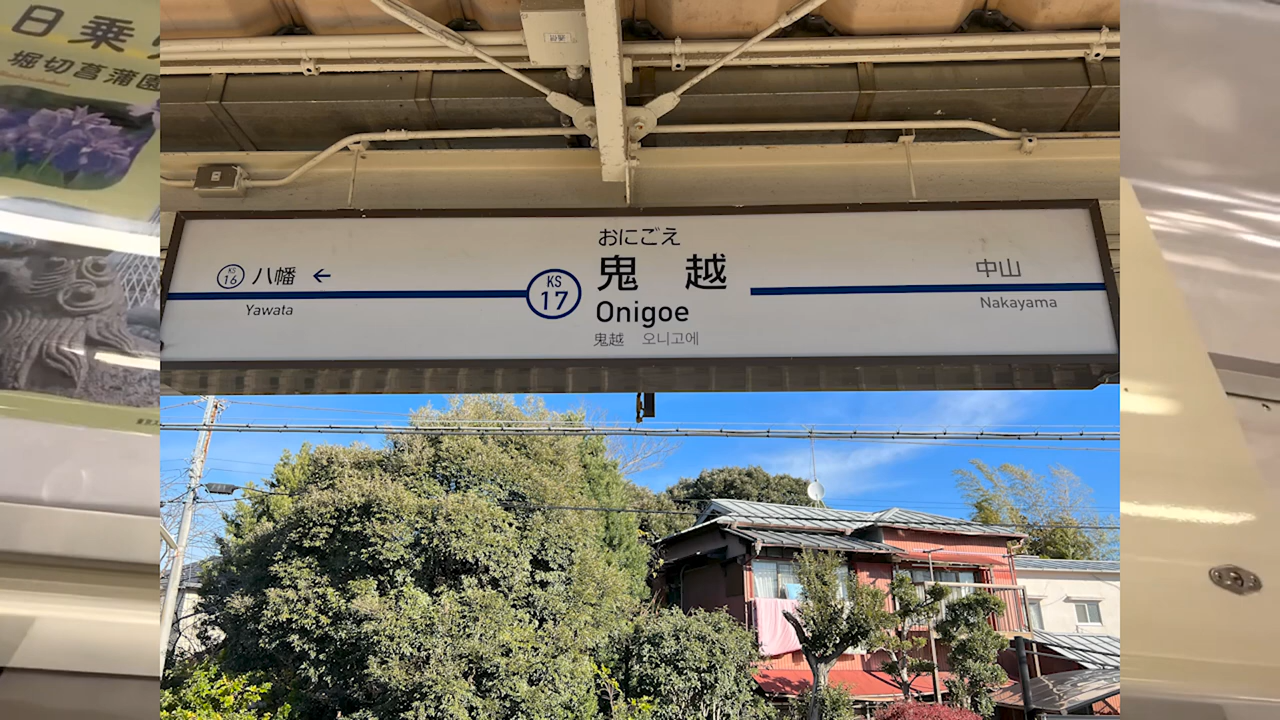 日乗
堀切菖蒲園
おにごえ
鬼越
KS
17
Onigoe
鬼越 오니고에
KS
16
八幡 ←
Yawata
中山
Nakayama